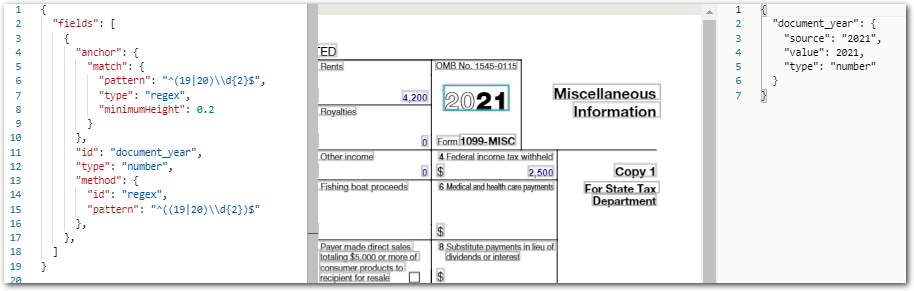 1 {
2 "fields": [
3 {
4 "anchor": {
5 "match": {
6 "pattern": "^(19|20)\\d{2}$",
7 "type": "regex",
8 "minimumHeight": 0.2
9 }
10 },
11 "id": "document_year",
12 "type": "number",
13 "method": {
14 "id": "regex",
15 "pattern": "^((19|20)\\d{2})$"
16 },
17 },
18 ]
19 }
20
TED
Rents
OMB No. 1545-0115
4,200
2021
Miscellaneous
Information
Royalties
0
Form 1099-MISC
Other income
4 Federal income tax withheld
0
$ 2,500
Copy 1
Fishing boat proceeds
6 Medical and health care payments
For State Tax
Department
$
Payer made direct sales
totaling $5,000 or more of
consumer products to
recipient for resale
8 Substitute payments in lieu of
dividends or interest
$
1 {
2 "document_year": {
3 "source": "2021",
4 "value": 2021,
5 "type": "number"
6 }
7 }